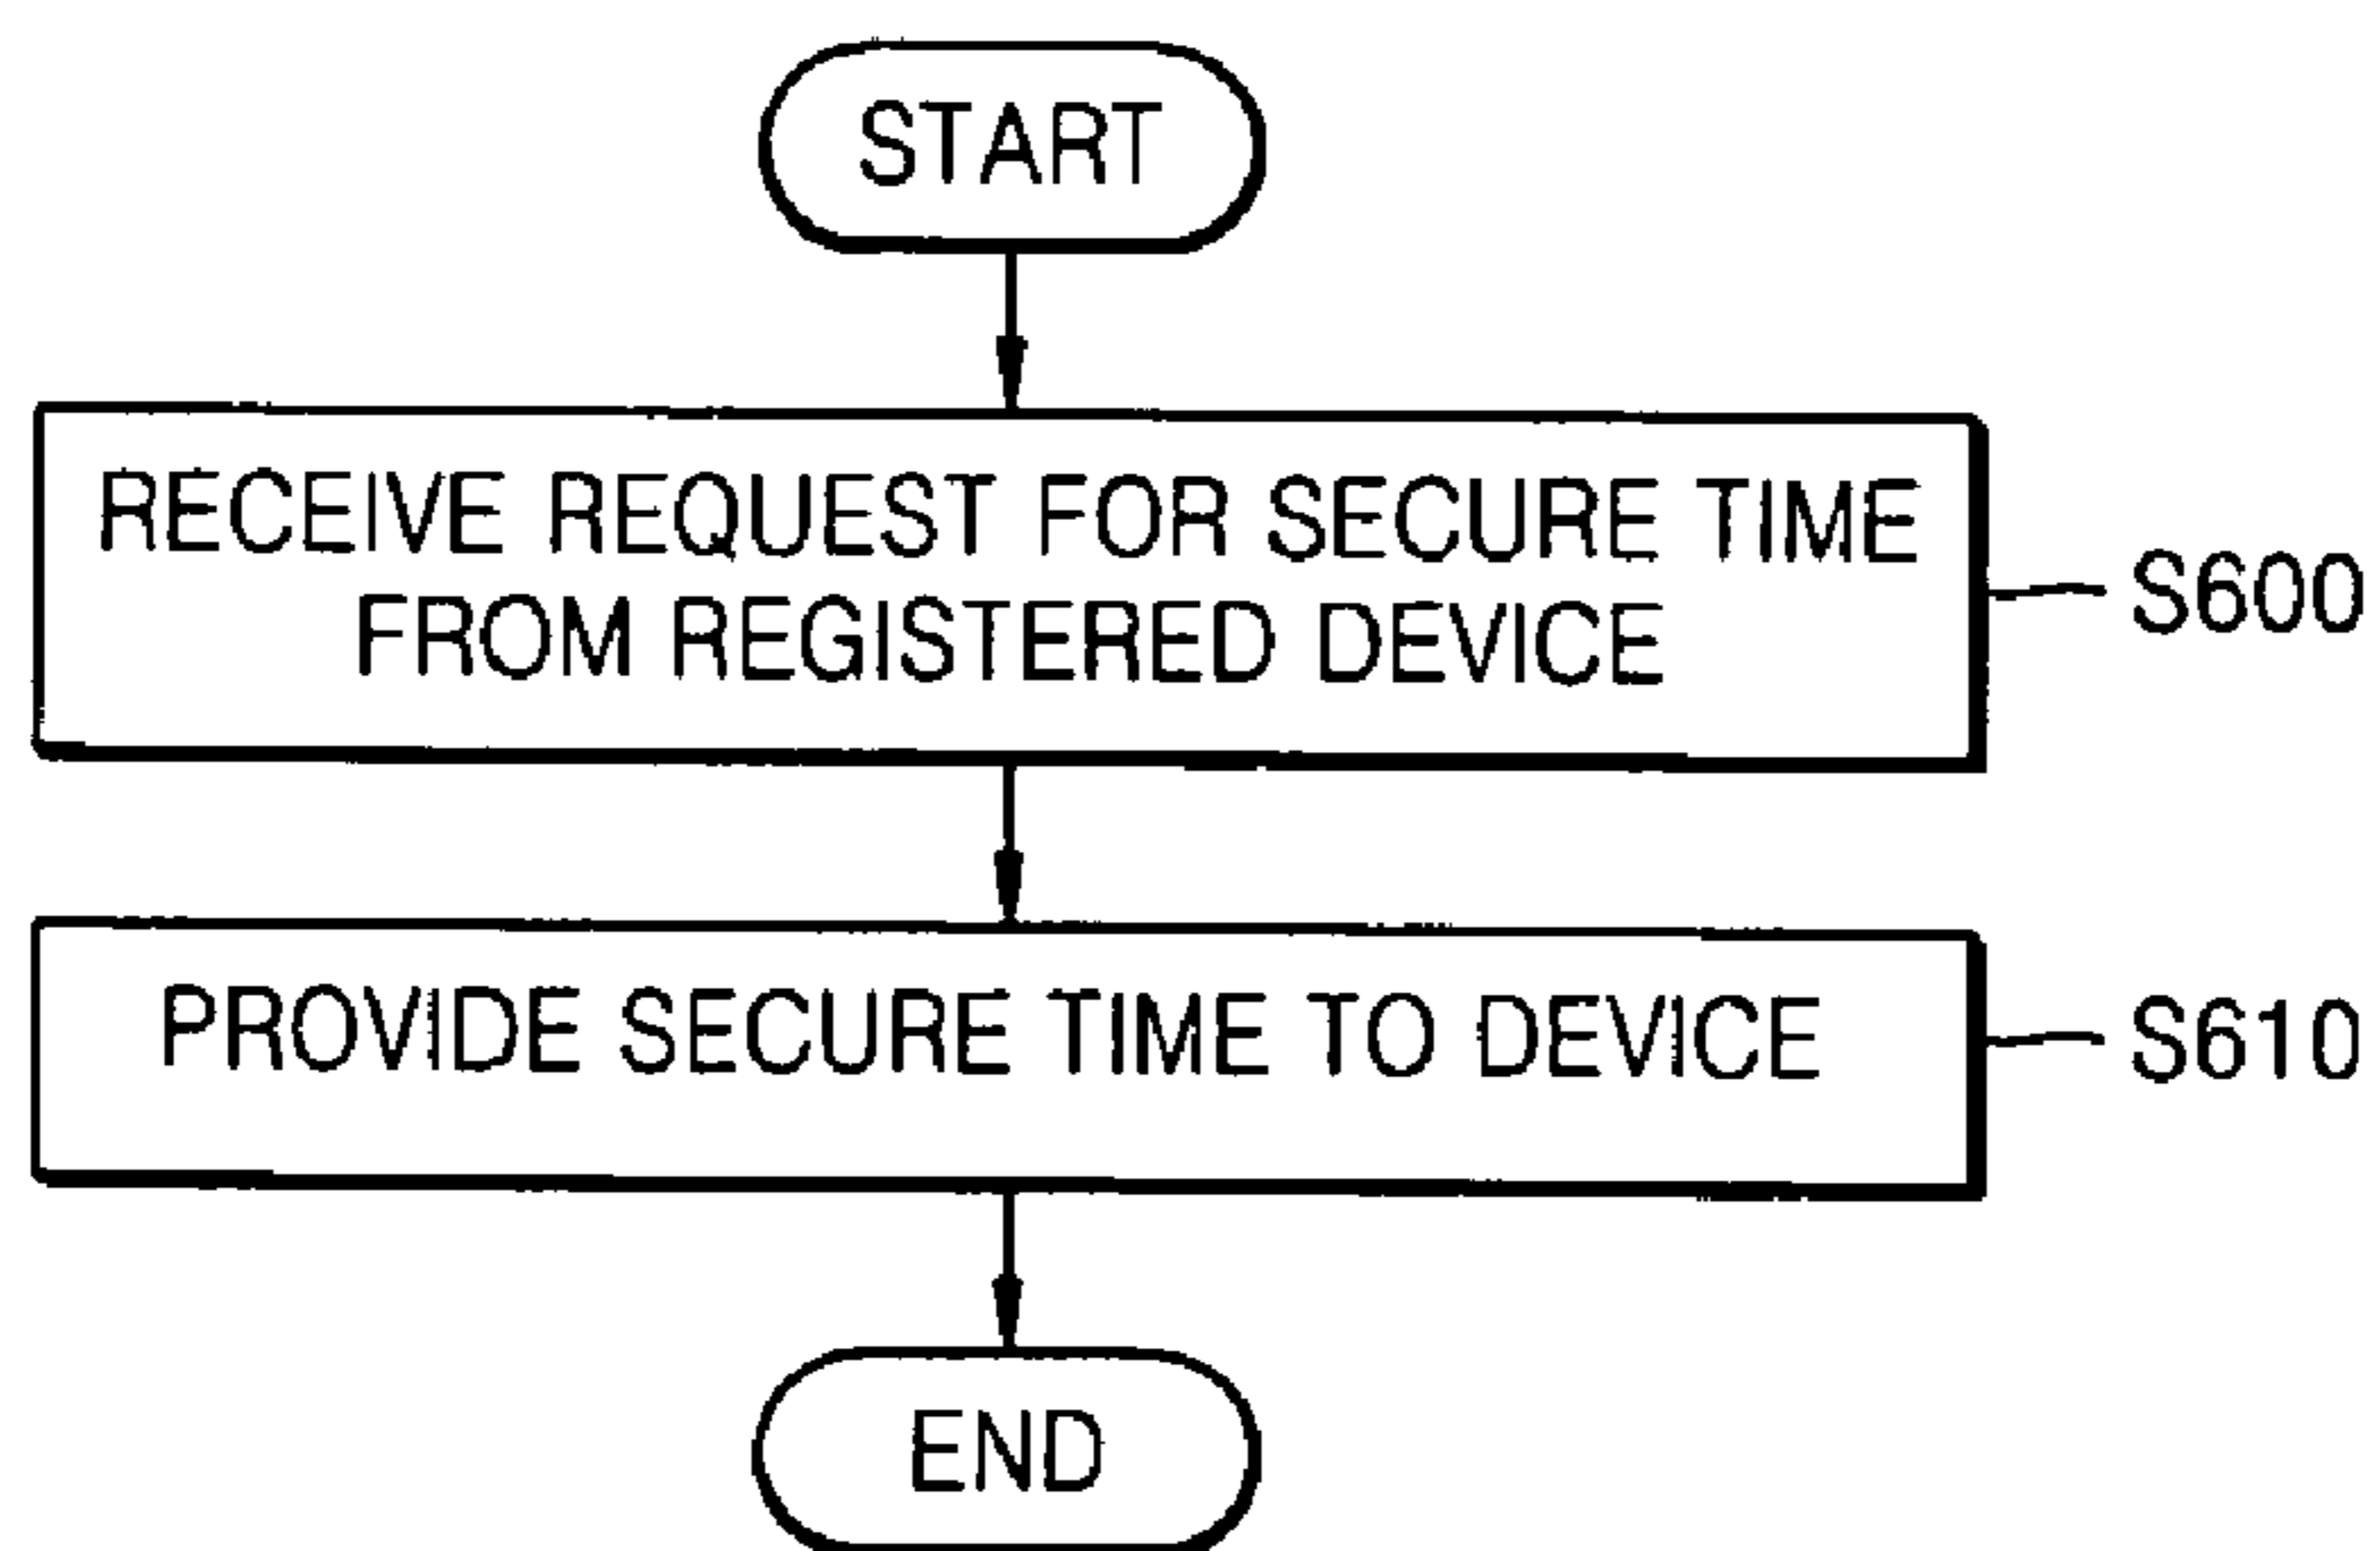 START
RECEIVE REQUEST FOR SECURE TIME
FROM REGISTERED DEVICE
S600
PROVIDE SECURE TIME TO DEVICE
S610
END